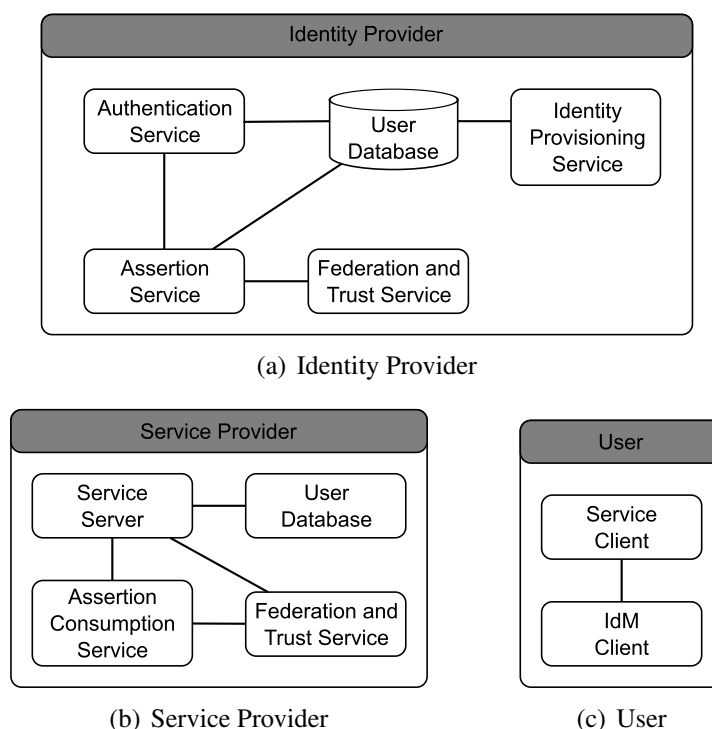 Identity Provider
Authentication
Service
User
Database
Identity
Provisioning
Service
Assertion
Service
Federation and
Trust Service
(a) Identity Provider
Service Provider
Service
Server
User
Database
Assertion
Consumption
Service
Federation and
Trust Service
(b) Service Provider
User
Service
Client
IdM
Client
(c) User